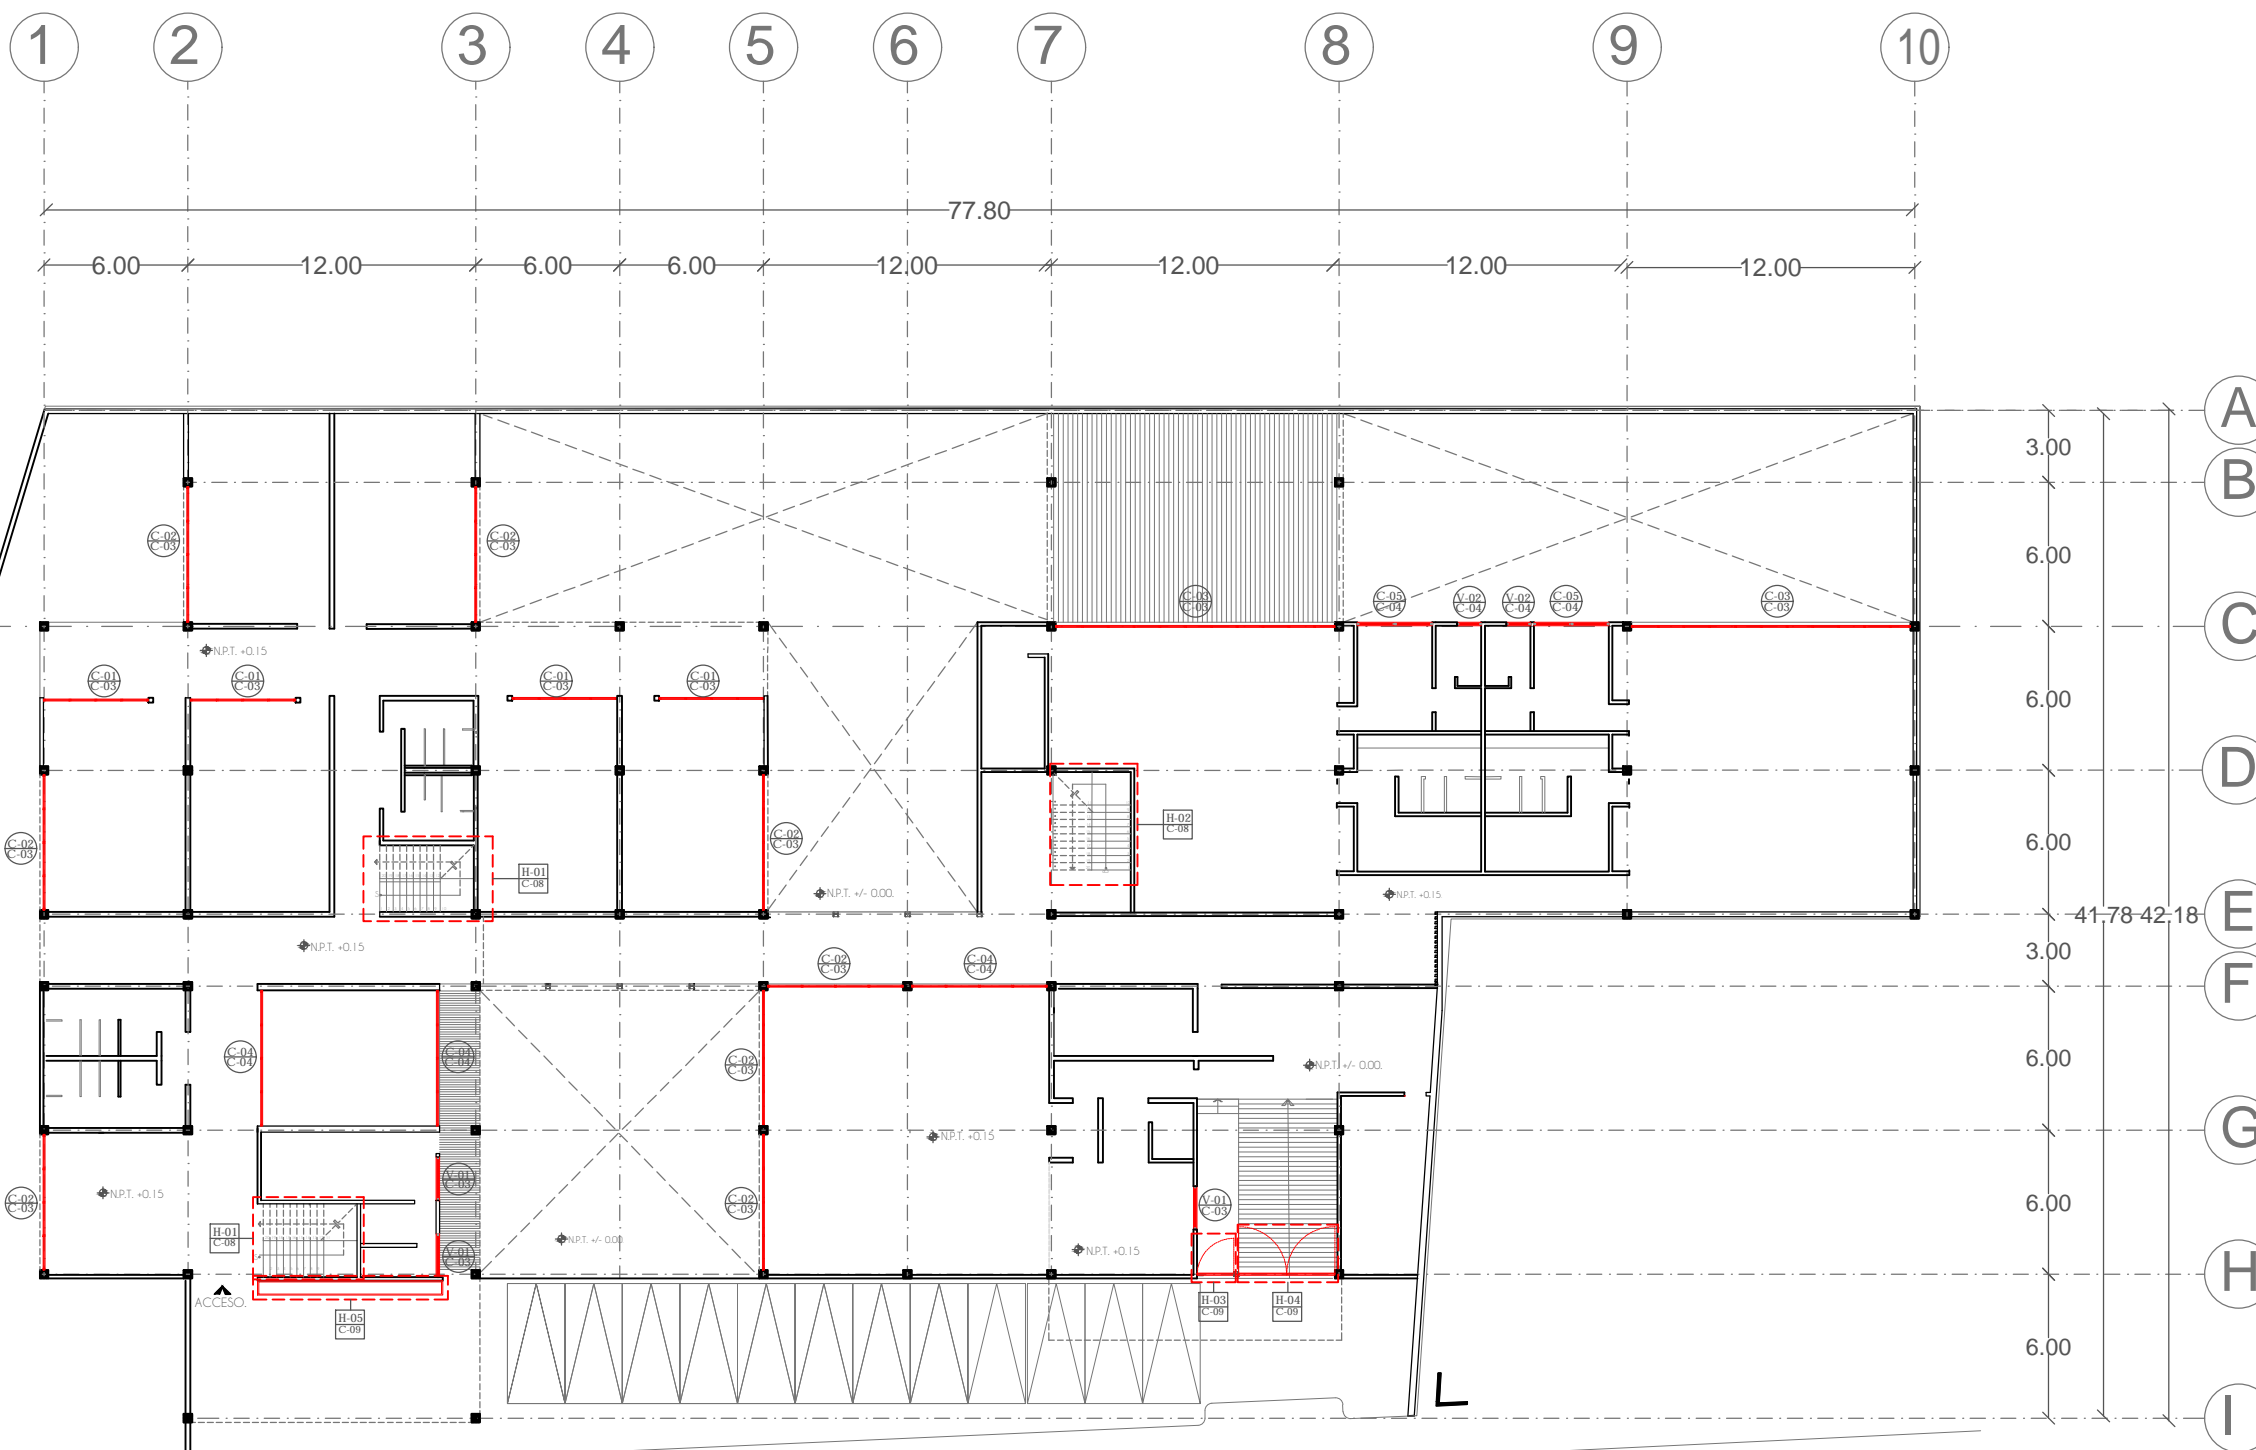 1 2 3 4 5 6 7 8 9 10
77.80
6.00 12.00 6.00 6.00 12.00 12.00 12.00 12.00
A
3.00
B
6.00
C-02
C-03
C-02
C-03
C-03
C-03
C-05
C-04
V-02
C-04
V-02
C-04
C-05
C-04
C-03
C-03
C
N.P.T. +0.15
C-01
C-03
C-01
C-03
C-01
C-03
C-01
C-03
6.00
D
C-02
C-03
C-02
C-03
H-02
C-08
6.00
H-01
C-08
N.P.T. +/- 0.00.
N.P.T. +0.15
41.78 42.18
E
N.P.T. +0.15
3.00
C-02
C-03
C-04
C-04
F
C-04
C-04
C-04
C-04
C-02
C-03
N.P.T. +/- 0.00.
6.00
G
N.P.T. +0.15
N.P.T. +0.15
V-01
C-03
C-02
C-03
C-02
C-03
V-01
C-03
6.00
H-01
C-08
N.P.T. +/- 0.00
N.P.T. +0.15
V-01
C-03
H
ACCESO.
H-05
C-09
H-03
C-09
H-04
C-09
6.00
I